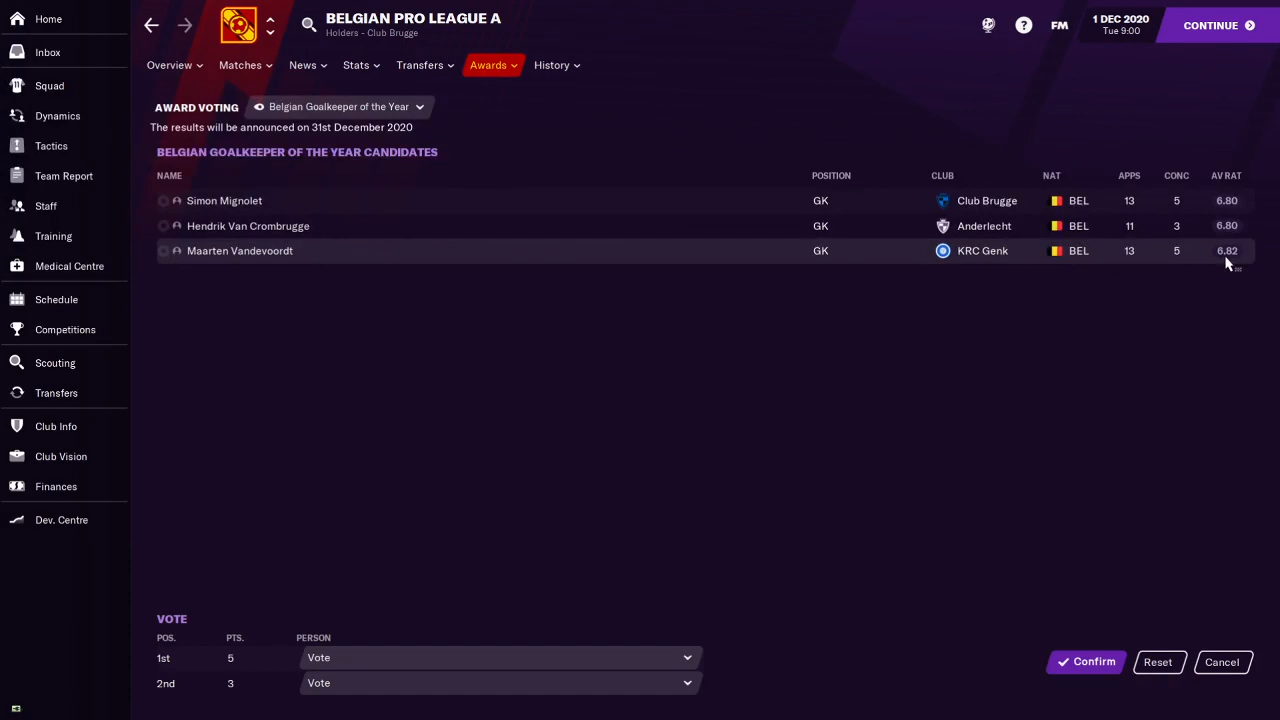 Home
BELGIAN PRO LEAGUE A
Holders - Club Brugge
FM
1 DEC 2020
Tue 9:00
CONTINUE
Inbox
Squad
Dynamics
Tactics
Team Report
Staff
Training
Medical Centre
Schedule
Competitions
Scouting
Transfers
Club Info
Club Vision
Finances
Dev. Centre
Overview Matches News Stats Transfers Awards History
AWARD VOTING Belgian Goalkeeper of the Year
The results will be announced on 31st December 2020
BELGIAN GOALKEEPER OF THE YEAR CANDIDATES
NAME POSITION CLUB NAT APPS CONC AV RAT
Simon Mignolet GK Club Brugge BEL 13 5 6.80
Hendrik Van Crombrugge GK Anderlecht BEL 11 3 6.80
Maarten Vandevoordt GK KRC Genk BEL 13 5 6.82
VOTE
POS. PTS. PERSON
1st 5 Vote
2nd 3 Vote
Confirm Reset Cancel